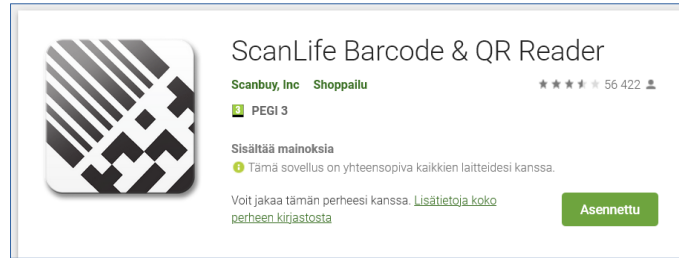 ScanLife Barcode & QR Reader
Scanbuy, Inc Shoppailu 56 422
3 PEGI 3
Sisältää mainoksia
Tämä sovellus on yhteensopiva kaikkien laitteidesi kanssa.
Voit jakaa tämän perheesi kanssa. Lisätietoja koko
perheen kirjastosta
Asennettu